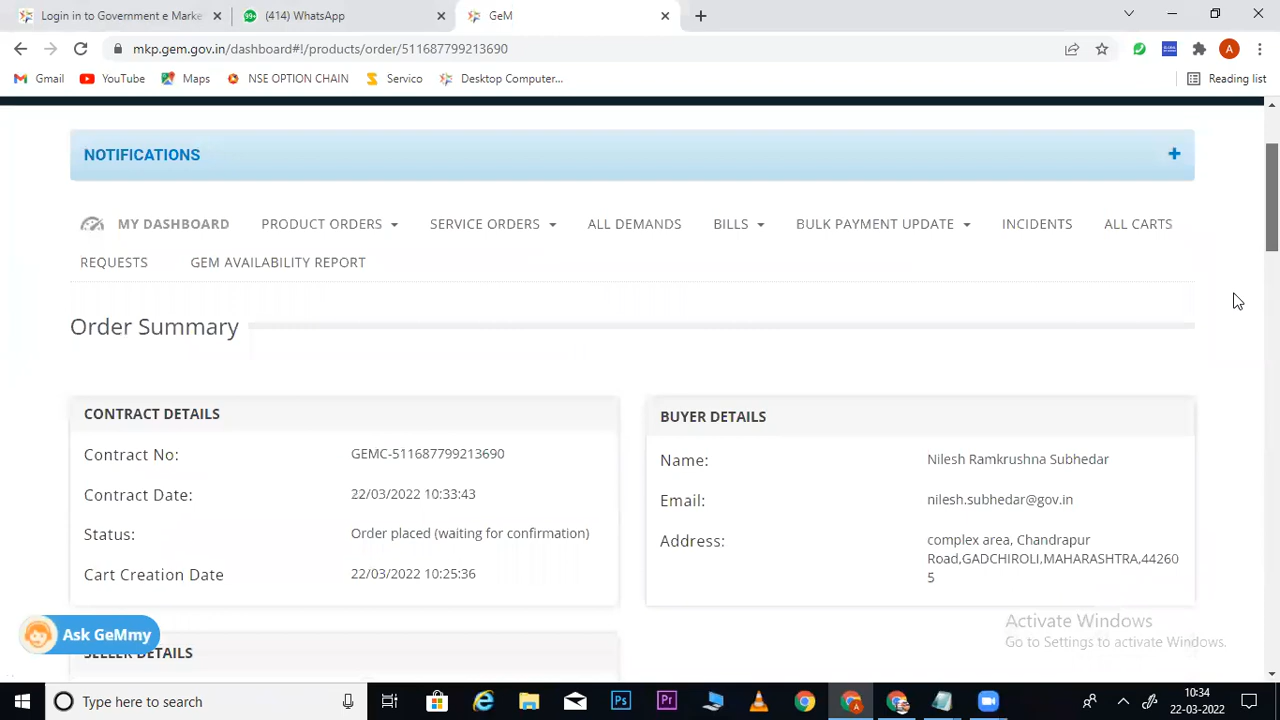 Login in to Government e Marke
(414) WhatsApp
GeM
mkp.gem.gov.in/dashboard#!/products/order/511687799213690
A
Gmail
YouTube
Maps
NSE OPTION CHAIN
Servico
Desktop Computer...
Reading list
NOTIFICATIONS
MY DASHBOARD
PRODUCT ORDERS
SERVICE ORDERS
ALL DEMANDS
BILLS
BULK PAYMENT UPDATE
INCIDENTS
ALL CARTS
REQUESTS
GEM AVAILABILITY REPORT
Order Summary
CONTRACT DETAILS
Contract No: GEMC-511687799213690
Contract Date: 22/03/2022 10:33:43
Status: Order placed (waiting for confirmation)
Cart Creation Date 22/03/2022 10:25:36
BUYER DETAILS
Name: Nilesh Ramkrushna Subhedar
Email: nilesh.subhedar@gov.in
Address: complex area, Chandrapur
Road,GADCHIROLI,MAHARASHTRA,44260
5
Ask GeMmy
SELLER DETAILS
Activate Windows
Go to Settings to activate Windows.
Type here to search
Ps
Pr
10:34
22-03-2022